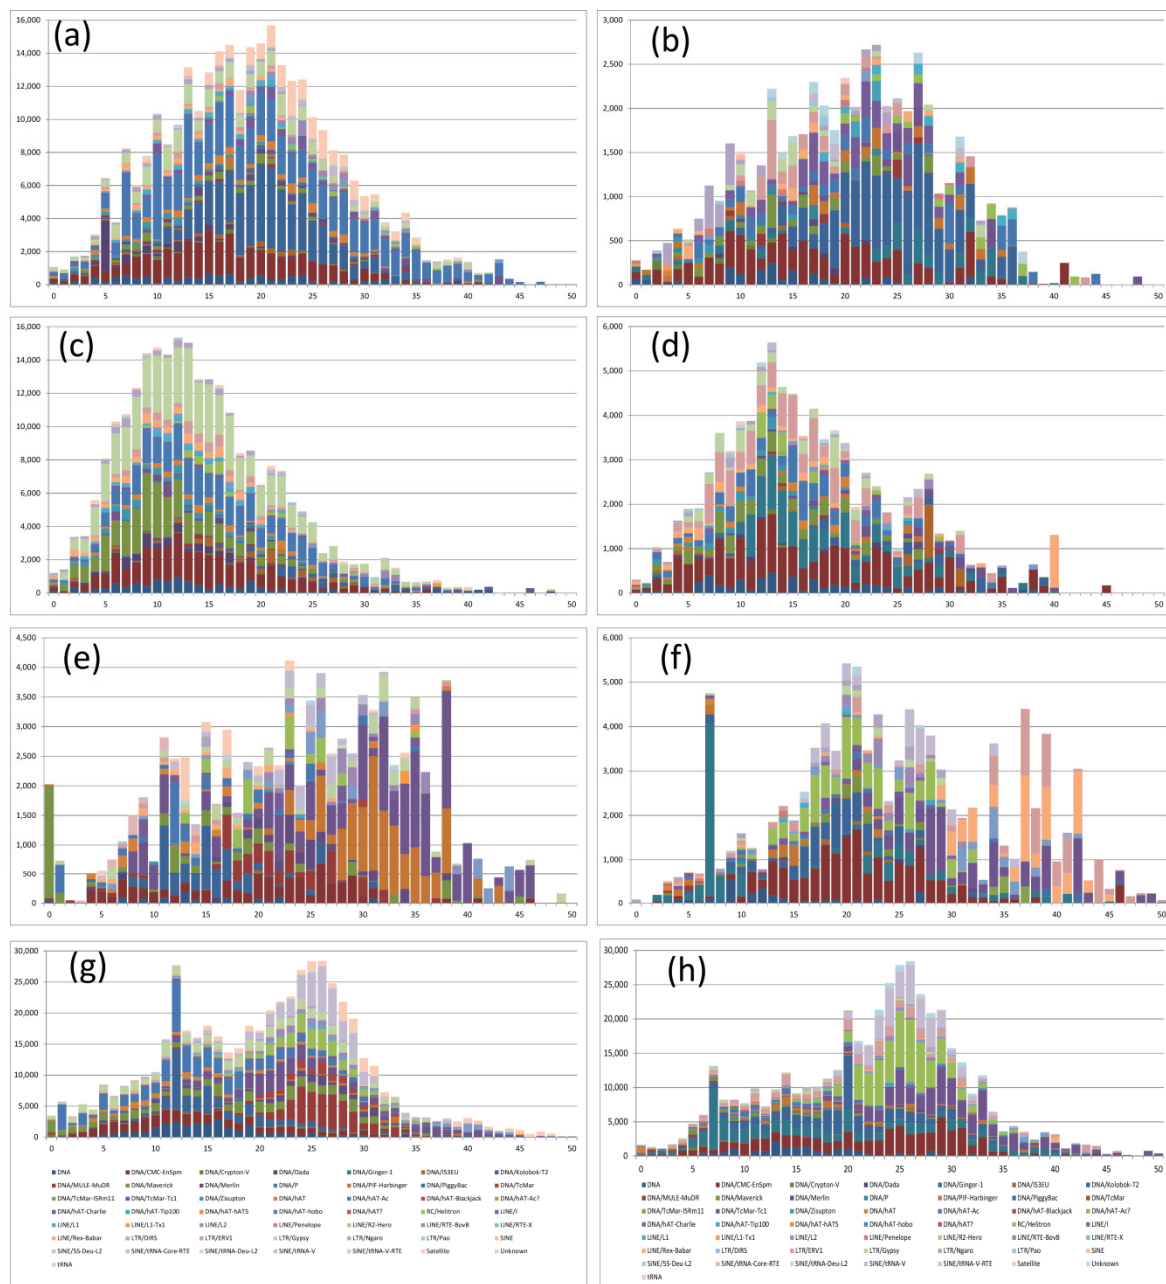 (a)
16,000
14,000
12,000
10,000
8,000
6,000
4,000
2,000
0
0 5 10 15 20 25 30 35 40 45 50
(b)
3,000
2,500
2,000
1,500
1,000
500
0
0 5 10 15 20 25 30 35 40 45 50
(c)
16,000
14,000
12,000
10,000
8,000
6,000
4,000
2,000
0
0 5 10 15 20 25 30 35 40 45 50
(d)
6,000
5,000
4,000
3,000
2,000
1,000
0
0 5 10 15 20 25 30 35 40 45 50
(e)
4,500
4,000
3,500
3,000
2,500
2,000
1,500
1,000
500
0
0 5 10 15 20 25 30 35 40 45 50
(f)
6,000
5,000
4,000
3,000
2,000
1,000
0
0 5 10 15 20 25 30 35 40 45 50
(g)
30,000
25,000
20,000
15,000
10,000
5,000
0
0 5 10 15 20 25 30 35 40 45 50
DNA DNA/CMC-EnSpm DNA/Crypton-V DNA/Dada DNA/Ginger-1 DNA/IS3EU DNA/Kolobok-T2
DNA/MULE-MuDR DNA/Maverick DNA/Merlin DNA/P DNA/PIF-Harbinger DNA/PiggyBac DNA/TcMar
DNA/TcMar-ISRm11 DNA/TcMar-Tc1 DNA/Zisupton DNA/hAT DNA/hAT-Ac DNA/hAT-Blackjack DNA/hAT-Ac?
DNA/hAT-Charlie DNA/hAT-Tip100 DNA/hAT-hAT5 DNA/hAT-hobo DNA/hAT? RC/Helitron LINE/I
LINE/L1 LINE/L1-Tx1 LINE/L2 LINE/Penelope LINE/R2-Hero LINE/RTE-BovB LINE/RTE-X
LINE/Rex-Babar LTR/DIRS LTR/ERV1 LTR/Gypsy LTR/Ngaro LTR/Pao SINE
SINE/5S-Deu-L2 SINE/tRNA-Core-RTE SINE/tRNA-Deu-L2 SINE/tRNA-V SINE/tRNA-V-RTE Satellite Unknown
tRNA
(h)
30,000
25,000
20,000
15,000
10,000
5,000
0
0 5 10 15 20 25 30 35 40 45 50
DNA DNA/CMC-EnSpm DNA/Crypton-V DNA/Dada DNA/Ginger-1 DNA/IS3EU DNA/Kolobok-T2
DNA/MULE-MuDR DNA/Maverick DNA/Merlin DNA/P DNA/PIF-Harbinger DNA/PiggyBac DNA/TcMar
DNA/TcMar-ISRm11 DNA/TcMar-Tc1 DNA/Zisupton DNA/hAT DNA/hAT-Ac DNA/hAT-Blackjack DNA/hAT-Ac?
DNA/hAT-Charlie DNA/hAT-Tip100 DNA/hAT-hAT5 DNA/hAT-hobo DNA/hAT? RC/Helitron LINE/I
LINE/L1 LINE/L1-Tx1 LINE/L2 LINE/Penelope LINE/R2-Hero LINE/RTE-BovB LINE/RTE-X
LINE/Rex-Babar LTR/DIRS LTR/ERV1 LTR/Gypsy LTR/Ngaro LTR/Pao SINE
SINE/5S-Deu-L2 SINE/tRNA-Core-RTE SINE/tRNA-Deu-L2 SINE/tRNA-V SINE/tRNA-V-RTE Satellite Unknown
tRNA